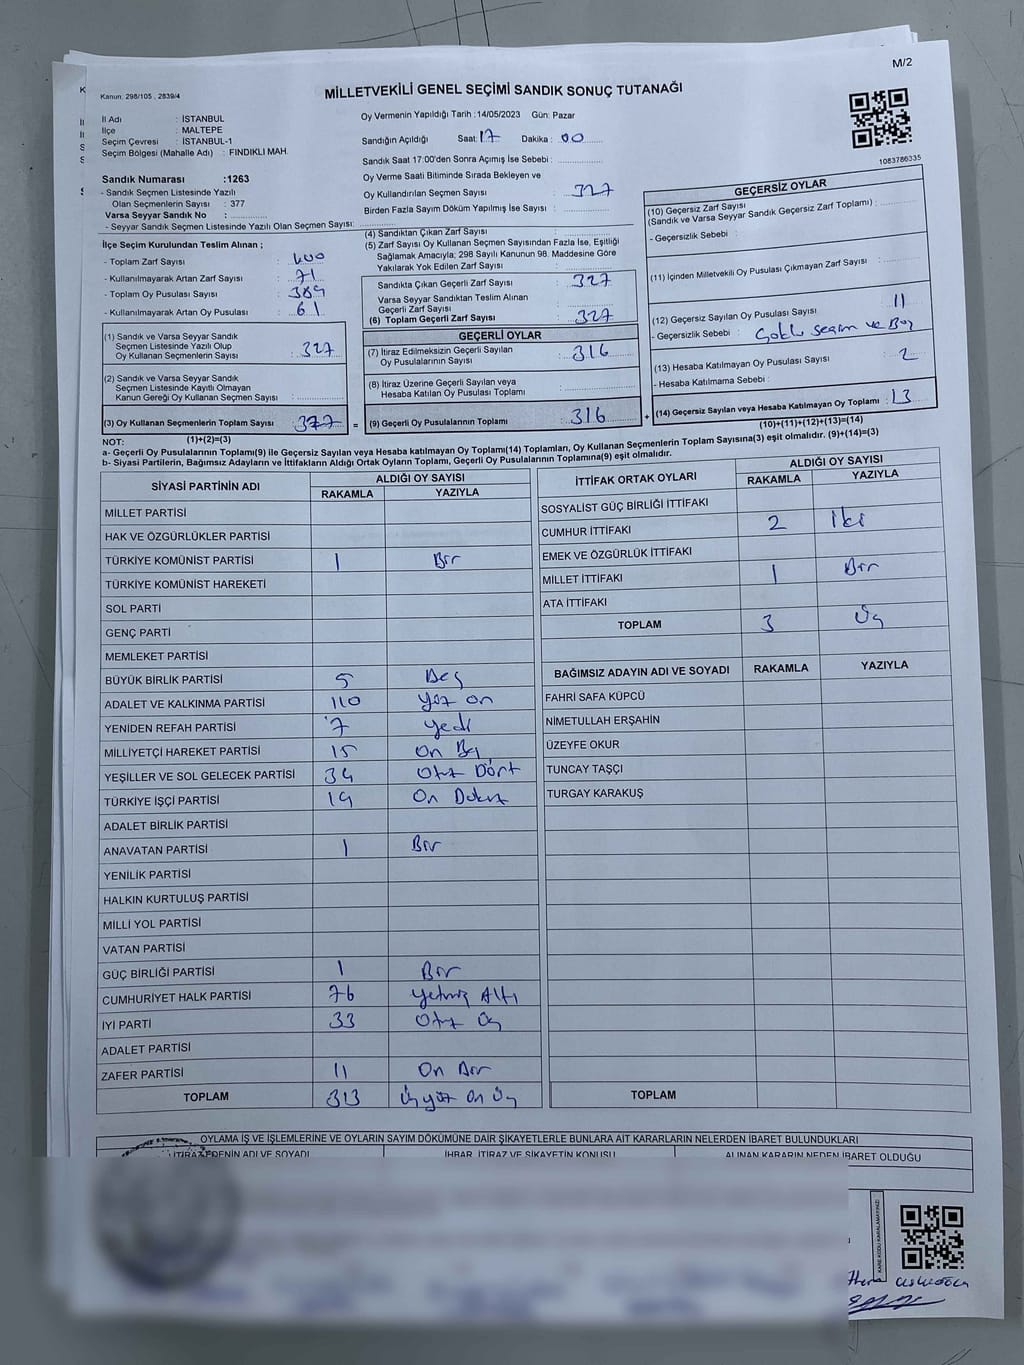 M/2
Kanun: 298/105 , 2839/4
MİLLETVEKİLİ GENEL SEÇİMİ SANDIK SONUÇ TUTANAĞI
İl Adı : İSTANBUL
İlçe : MALTEPE
Seçim Çevresi : İSTANBUL-1
Seçim Bölgesi (Mahalle Adı) : FINDIKLI MAH.
Oy Vermenin Yapıldığı Tarih : 14/05/2023 Gün: Pazar
Sandığın Açıldığı Saat: 17 Dakika : 00
Sandık Saat 17:00'den Sonra Açımış İse Sebebi :
Oy Verme Saati Bitiminde Sırada Bekleyen ve
Oy Kullandırılan Seçmen Sayısı : 327
Birden Fazla Sayım Döküm Yapılmış İse Sayısı :
1083786335
Sandık Numarası :1263
- Sandık Seçmen Listesinde Yazılı
Olan Seçmenlerin Sayısı : 377
Varsa Seyyar Sandık No :
- Seyyar Sandık Seçmen Listesinde Yazılı Olan Seçmen Sayısı:
İlçe Seçim Kurulundan Teslim Alınan ;
- Toplam Zarf Sayısı : 400
- Kullanılmayarak Artan Zarf Sayısı : 71
- Toplam Oy Pusulası Sayısı : 389
- Kullanılmayarak Artan Oy Pusulası : 61
(1) Sandık ve Varsa Seyyar Sandık
Seçmen Listesinde Yazılı Olup
Oy Kullanan Seçmenlerin Sayısı : 327
(2) Sandık ve Varsa Seyyar Sandık
Seçmen Listesinde Kayıtlı Olmayan
Kanun Gereği Oy Kullanan Seçmen Sayısı :
(3) Oy Kullanan Seçmenlerin Toplam Sayısı :
(1)+(2)=(3)
(4) Sandıktan Çıkan Zarf Sayısı :
(5) Zarf Sayısı Oy Kullanan Seçmen Sayısından Fazla İse, Eşitliği
Sağlamak Amacıyla; 298 Sayılı Kanunun 98. Maddesine Göre
Yakılarak Yok Edilen Zarf Sayısı :
Sandıkta Çıkan Geçerli Zarf Sayısı : 327
Varsa Seyyar Sandıktan Teslim Alınan
Geçerli Zarf Sayısı :
(6) Toplam Geçerli Zarf Sayısı : 327
GEÇERLİ OYLAR
(7) İtiraz Edilmeksizin Geçerli Sayılan
Oy Pusulalarının Sayısı : 316
(8) İtiraz Üzerine Geçerli Sayılan veya
Hesaba Katılan Oy Pusulası Toplamı :
= (9) Geçerli Oy Pusulalarının Toplamı : 316 +
GEÇERSİZ OYLAR
(10) Geçersiz Zarf Sayısı
(Sandık ve Varsa Seyyar Sandık Geçersiz Zarf Toplamı) :
- Geçersizlik Sebebi :
(11) İçinden Milletvekili Oy Pusulası Çıkmayan Zarf Sayısı :
(12) Geçersiz Sayılan Oy Pusulası Sayısı : 11
- Geçersizlik Sebebi : Çoklu seçim ve Boş
(13) Hesaba Katılmayan Oy Pusulası Sayısı : 2
- Hesaba Katılmama Sebebi :
(14) Geçersiz Sayılan veya Hesaba Katılmayan Oy Toplamı : 13
(10)+(11)+(12)+(13)=(14)
NOT:
a- Geçerli Oy Pusulalarının Toplamı(9) ile Geçersiz Sayılan veya Hesaba katılmayan Oy Toplamı(14) Toplamları, Oy Kullanan Seçmenlerin Toplam Sayısına(3) eşit olmalıdır. (9)+(14)=(3)
b- Siyasi Partilerin, Bağımsız Adayların ve İttifakların Aldığı Ortak Oyların Toplamı, Geçerli Oy Pusulalarının Toplamına(9) eşit olmalıdır.
SİYASİ PARTİNİN ADI ALDIĞI OY SAYISI
RAKAMLA YAZIYLA
MİLLET PARTİSİ
HAK VE ÖZGÜRLÜKLER PARTİSİ
TÜRKİYE KOMÜNİST PARTİSİ 1 Bir
TÜRKİYE KOMÜNİST HAREKETİ
SOL PARTİ
GENÇ PARTİ
MEMLEKET PARTİSİ
BÜYÜK BİRLİK PARTİSİ 5 Beş
ADALET VE KALKINMA PARTİSİ 110 Yüz on
YENİDEN REFAH PARTİSİ 7 yedi
MİLLİYETÇİ HAREKET PARTİSİ 15 on Beş
YEŞİLLER VE SOL GELECEK PARTİSİ 34 Otuz Dört
TÜRKİYE İŞÇİ PARTİSİ 19 On Dokuz
ADALET BİRLİK PARTİSİ
ANAVATAN PARTİSİ 1 Bir
YENİLİK PARTİSİ
HALKIN KURTULUŞ PARTİSİ
MİLLİ YOL PARTİSİ
VATAN PARTİSİ
GÜÇ BİRLİĞİ PARTİSİ 1 Bir
CUMHURİYET HALK PARTİSİ 76 Yetmiş Altı
İYİ PARTİ 33 Otuz Üç
ADALET PARTİSİ
ZAFER PARTİSİ 11 On Bir
TOPLAM 313 Üçyüz On Üç
İTTİFAK ORTAK OYLARI ALDIĞI OY SAYISI
RAKAMLA YAZIYLA
SOSYALİST GÜÇ BİRLİĞİ İTTİFAKI
CUMHUR İTTİFAKI 2 iki
EMEK VE ÖZGÜRLÜK İTTİFAKI
MİLLET İTTİFAKI 1 Bir
ATA İTTİFAKI
TOPLAM 3 Üç
BAĞIMSIZ ADAYIN ADI VE SOYADI RAKAMLA YAZIYLA
FAHRİ SAFA KÜPCÜ
NİMETULLAH ERŞAHİN
ÜZEYFE OKUR
TUNCAY TAŞÇI
TURGAY KARAKUŞ
TOPLAM
OYLAMA İŞ VE İŞLEMLERİNE VE OYLARIN SAYIM DÖKÜMÜNE DAİR ŞİKAYETLERLE BUNLARA AİT KARARLARIN NELERDEN İBARET BULUNDUKLARI
İTİRAZ EDENİN ADI VE SOYADI İHBAR, İTİRAZ VE ŞİKAYETİN KONUSU ALINAN KARARIN NEDEN İBARET OLDUĞU
KARE KODU KARALAMAYINIZ!